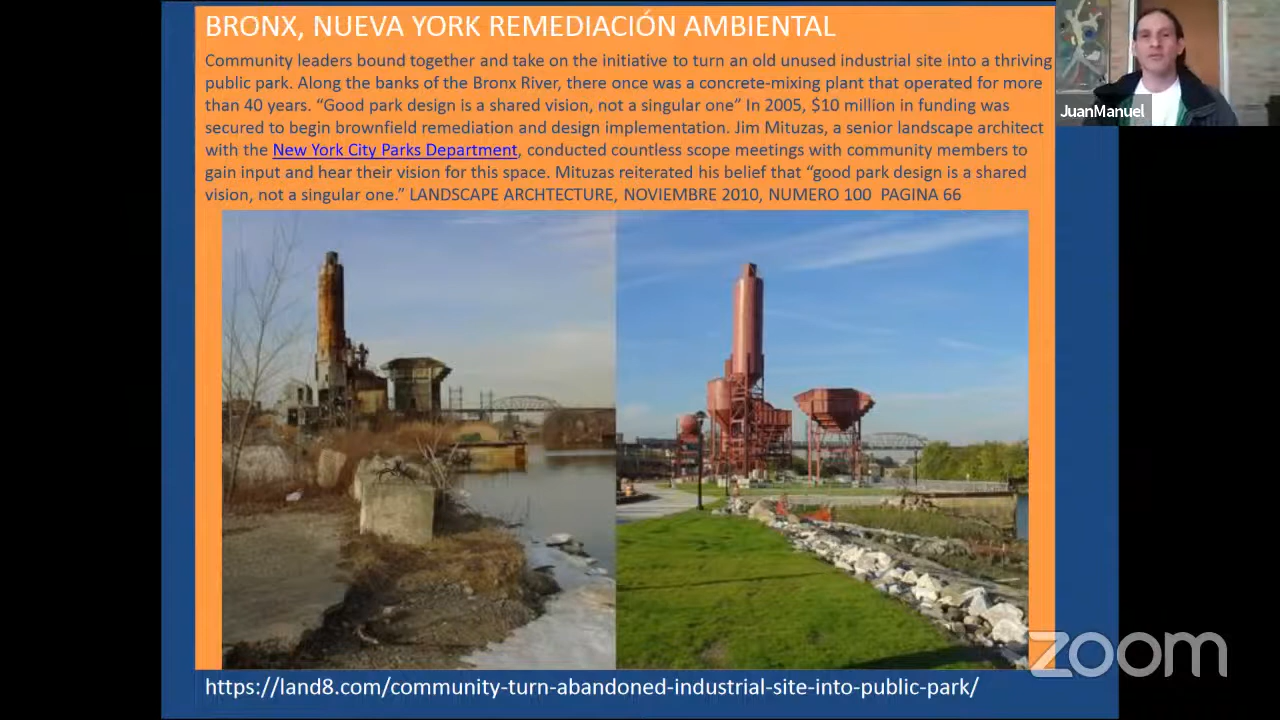 BRONX, NUEVA YORK REMEDIACIÓN AMBIENTAL
Community leaders bound together and take on the initiative to turn an old unused industrial site into a thriving
public park. Along the banks of the Bronx River, there once was a concrete-mixing plant that operated for more
than 40 years. “Good park design is a shared vision, not a singular one” In 2005, $10 million in funding was
secured to begin brownfield remediation and design implementation. Jim Mituzas, a senior landscape architect
with the New York City Parks Department, conducted countless scope meetings with community members to
gain input and hear their vision for this space. Mituzas reiterated his belief that “good park design is a shared
vision, not a singular one.” LANDSCAPE ARCHTECTURE, NOVIEMBRE 2010, NUMERO 100 PAGINA 66
JuanManuel
zoom
https://land8.com/community-turn-abandoned-industrial-site-into-public-park/